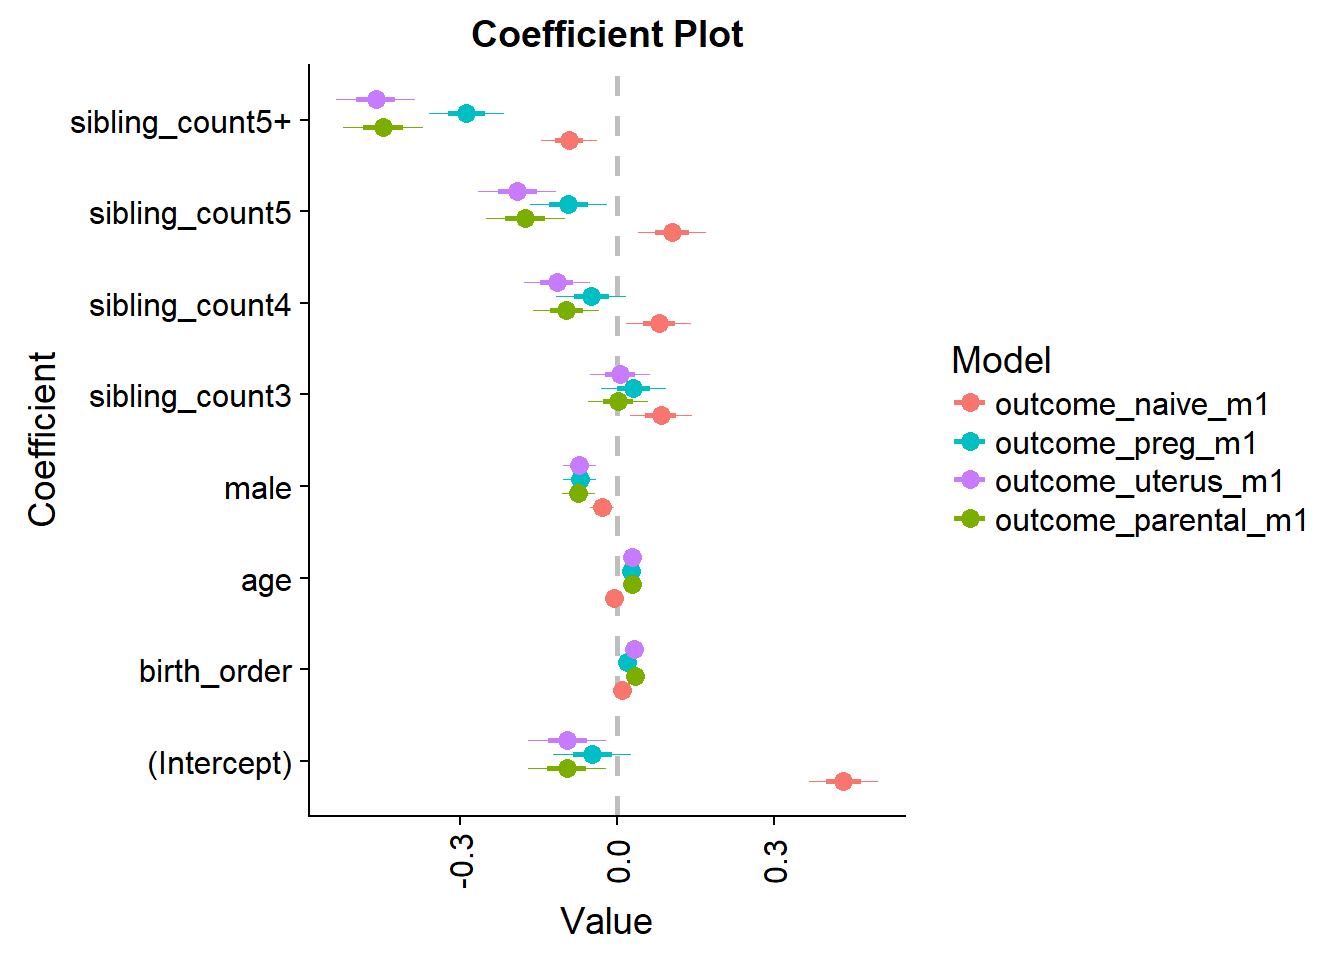 Coefficient Plot
Coefficient
sibling_count5+
sibling_count5
sibling_count4
sibling_count3
male
age
birth_order
(Intercept)
-0.3
0.0
0.3
Value
Model
outcome_naive_m1
outcome_preg_m1
outcome_uterus_m1
outcome_parental_m1